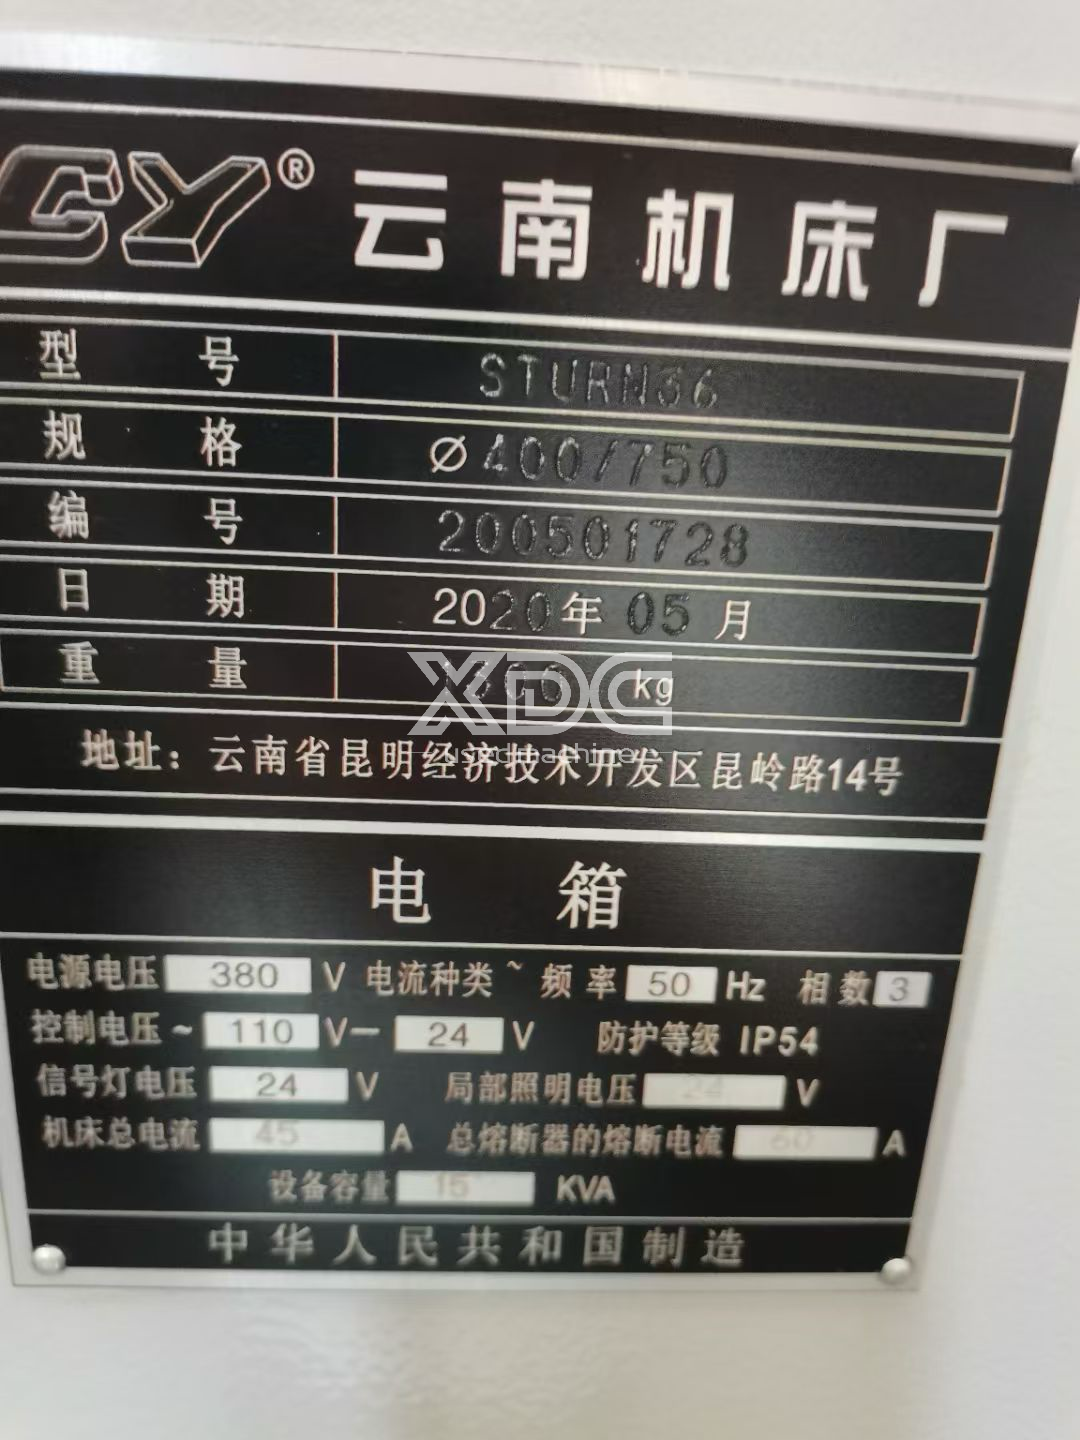 CY® 云南机床厂
型号 STURN36
规格 Ø400/750
编号 200501728
日期 2020年05月
重量 kg
XDC
usedmachine
地址：云南省昆明经济技术开发区昆岭路14号
电箱
电源电压 380 V 电流种类 ~ 频率 50 Hz 相数 3
控制电压 ~ 110 V— 24 V 防护等级 IP54
信号灯电压 24 V 局部照明电压 24 V
机床总电流 45 A 总熔断器的熔断电流 60 A
设备容量 15 KVA
中华人民共和国制造